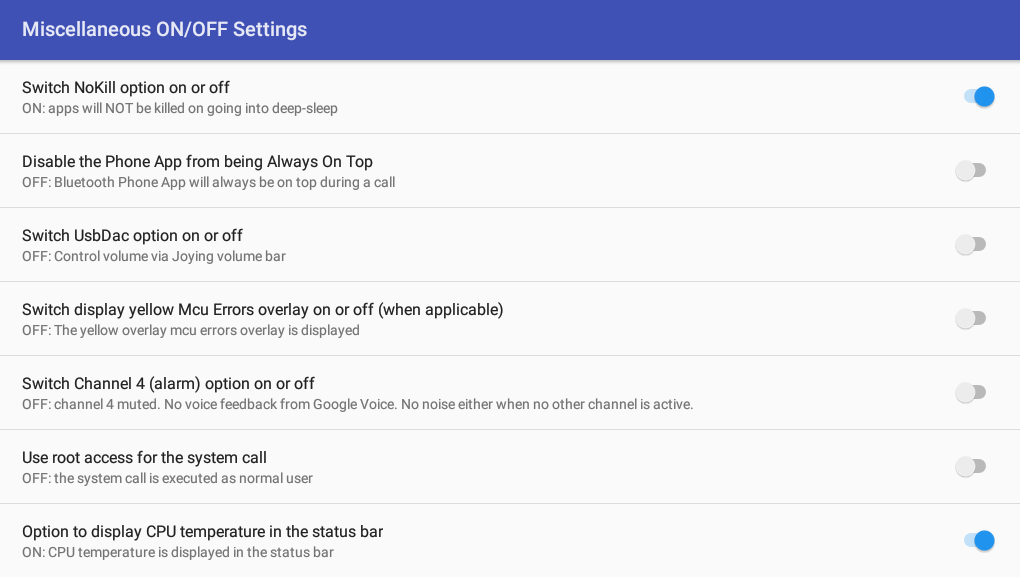 Miscellaneous ON/OFF Settings
Switch NoKill option on or off
ON: apps will NOT be killed on going into deep-sleep
Disable the Phone App from being Always On Top
OFF: Bluetooth Phone App will always be on top during a call
Switch UsbDac option on or off
OFF: Control volume via Joying volume bar
Switch display yellow Mcu Errors overlay on or off (when applicable)
OFF: The yellow overlay mcu errors overlay is displayed
Switch Channel 4 (alarm) option on or off
OFF: channel 4 muted. No voice feedback from Google Voice. No noise either when no other channel is active.
Use root access for the system call
OFF: the system call is executed as normal user
Option to display CPU temperature in the status bar
ON: CPU temperature is displayed in the status bar